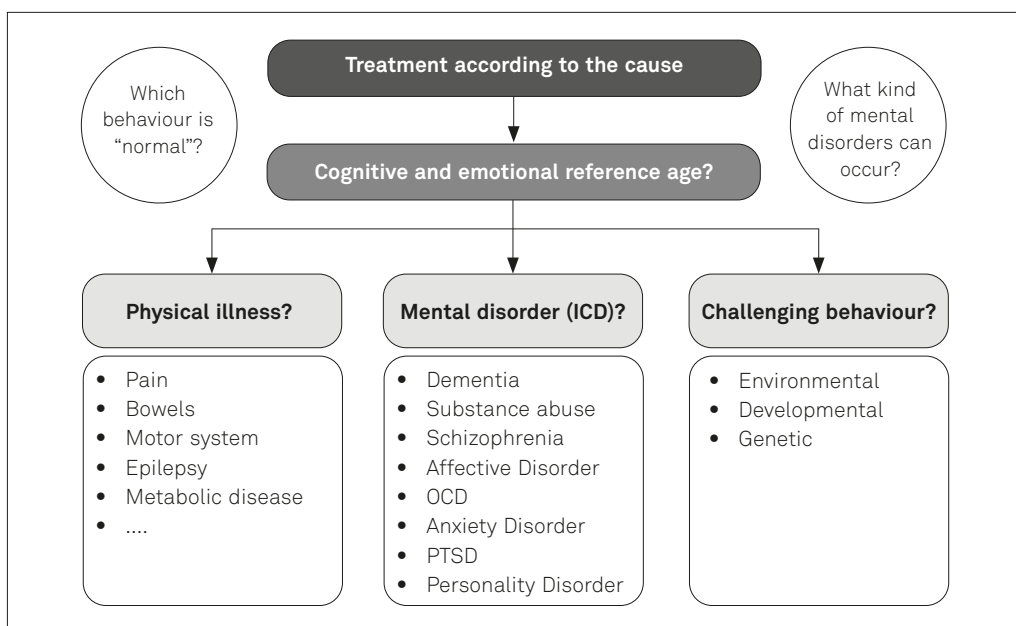 Treatment according to the cause
Which
behaviour is
“normal”?
What kind
of mental
disorders can
occur?
Cognitive and emotional reference age?
Physical illness?
• Pain
• Bowels
• Motor system
• Epilepsy
• Metabolic disease
• ....
Mental disorder (ICD)?
• Dementia
• Substance abuse
• Schizophrenia
• Affective Disorder
• OCD
• Anxiety Disorder
• PTSD
• Personality Disorder
Challenging behaviour?
• Environmental
• Developmental
• Genetic